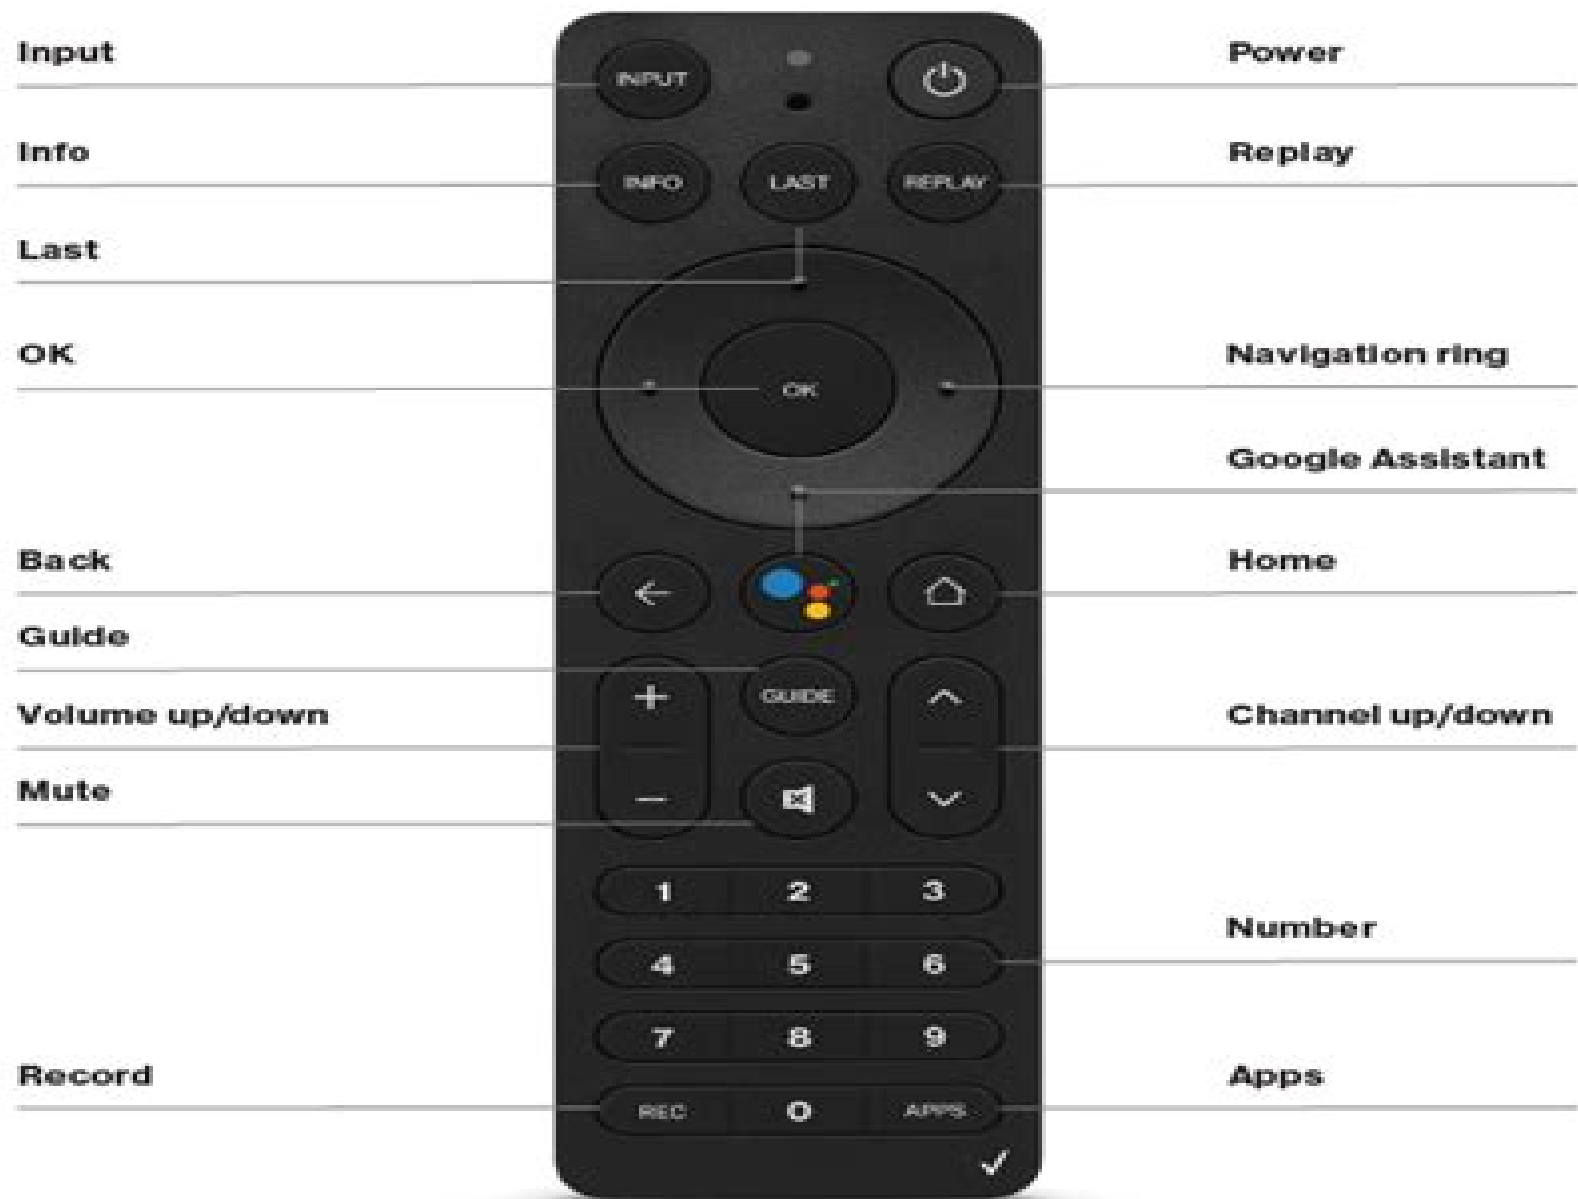 Input
Power
INPUT
Info
Replay
INFO LAST REPLAY
Last
OK
OK
Navigation ring
Google Assistant
Back
Home
Guide
GUIDE
Volume up/down
Channel up/down
Mute
1 2 3
Number
4 5 6
7 8 9
Record
Apps
REC 0 APPS